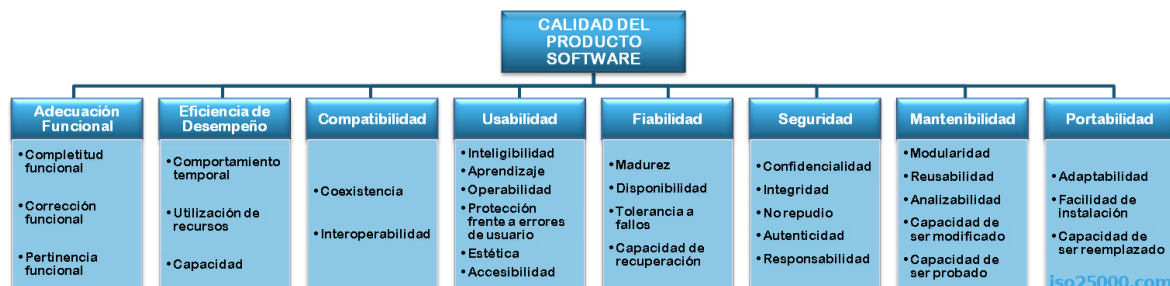 CALIDAD DEL
PRODUCTO
SOFTWARE
Adecuación
Funcional
• Completitud
funcional
• Corrección
funcional
• Pertinencia
funcional
Eficiencia de
Desempeño
• Comportamiento
temporal
• Utilización de
recursos
• Capacidad
Compatibilidad
• Coexistencia
• Interoperabilidad
Usabilidad
• Inteligibilidad
• Aprendizaje
• Operabilidad
• Protección
frente a errores
de usuario
• Estética
• Accesibilidad
Fiabilidad
• Madurez
• Disponibilidad
• Tolerancia a
fallos
• Capacidad de
recuperación
Seguridad
• Confidencialidad
• Integridad
• No repudio
• Autenticidad
• Responsabilidad
Mantenibilidad
• Modularidad
• Reusabilidad
• Analizabilidad
• Capacidad de
ser modificado
• Capacidad de
ser probado
Portabilidad
• Adaptabilidad
• Facilidad de
instalación
• Capacidad de
ser reemplazado
iso25000.com